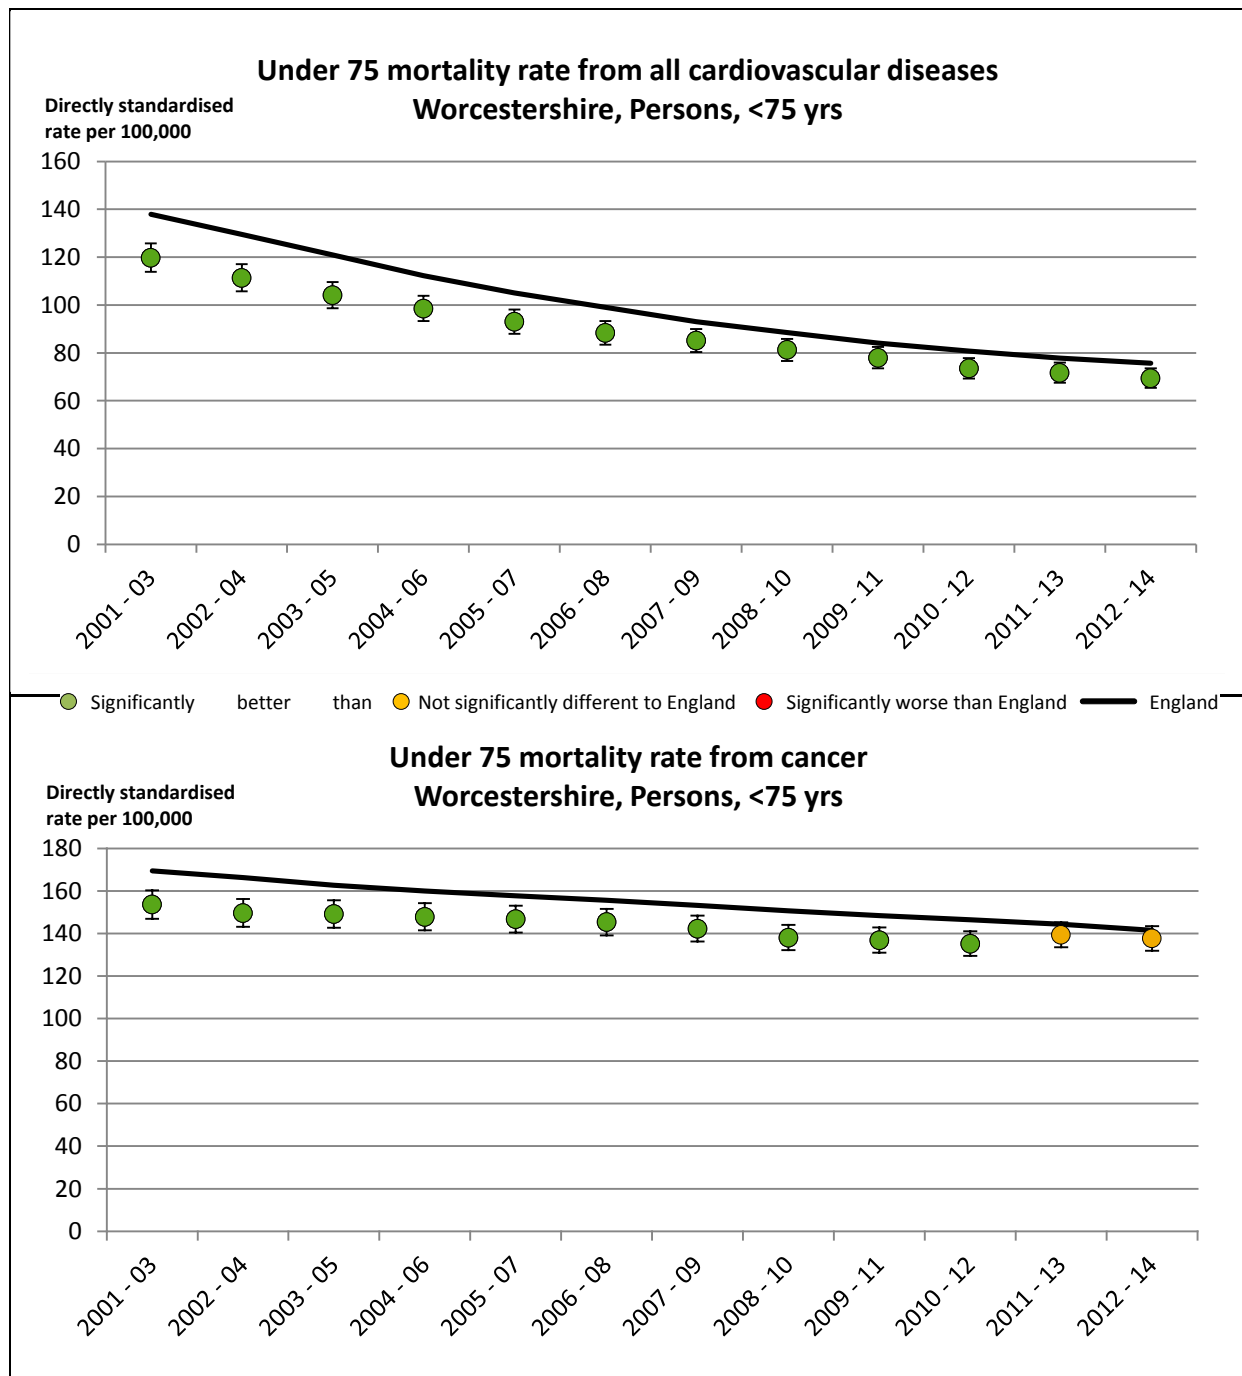 Under 75 mortality rate from all cardiovascular diseases
Worcestershire, Persons, <75 yrs
Directly standardised
rate per 100,000
160
140
120
100
80
60
40
20
0
2001 - 03
2002 - 04
2003 - 05
2004 - 06
2005 - 07
2006 - 08
2007 - 09
2008 - 10
2009 - 11
2010 - 12
2011 - 13
2012 - 14
Significantly better than
Not significantly different to England
Significantly worse than England
England
Under 75 mortality rate from cancer
Worcestershire, Persons, <75 yrs
Directly standardised
rate per 100,000
180
160
140
120
100
80
60
40
20
0
2001 - 03
2002 - 04
2003 - 05
2004 - 06
2005 - 07
2006 - 08
2007 - 09
2008 - 10
2009 - 11
2010 - 12
2011 - 13
2012 - 14